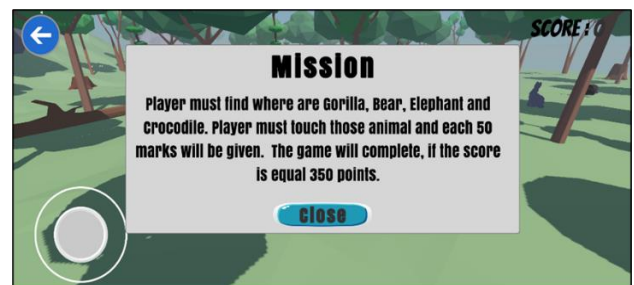 SCORE : 0
Mission
Player must find where are Gorilla, Bear, Elephant and
Crocodile. Player must touch those animal and each 50
marks will be given. The game will complete, if the score
is equal 350 points.
Close